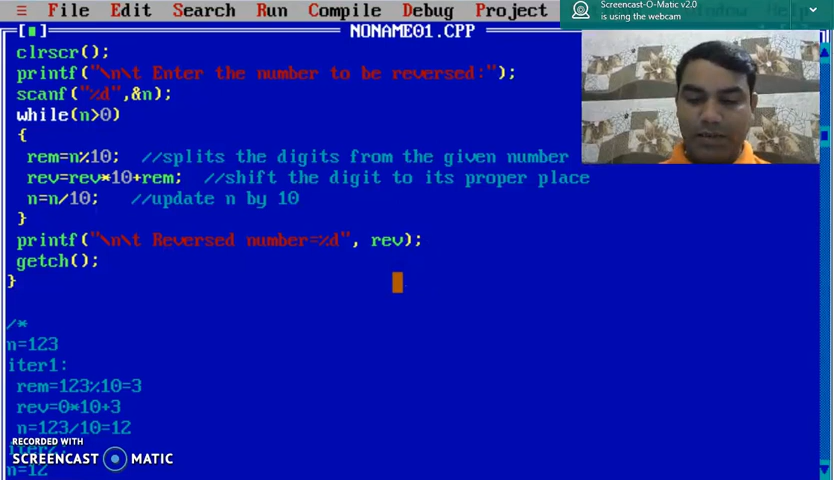 ≡ File Edit Search Run Compile Debug Project
Screencast-O-Matic v2.0
is using the webcam
NONAME01.CPP
clrscr();
printf("\n\t Enter the number to be reversed:");
scanf("%d",&n);
while(n>0)
{
rem=n%10; //splits the digits from the given number
rev=rev*10+rem; //shift the digit to its proper place
n=n/10; //update n by 10
}
printf("\n\t Reversed number=%d", rev);
getch();
}
/*
n=123
iter1:
rem=123%10=3
rev=0*10+3
n=123/10=12
RECORDED WITH
SCREENCAST MATIC
n=12